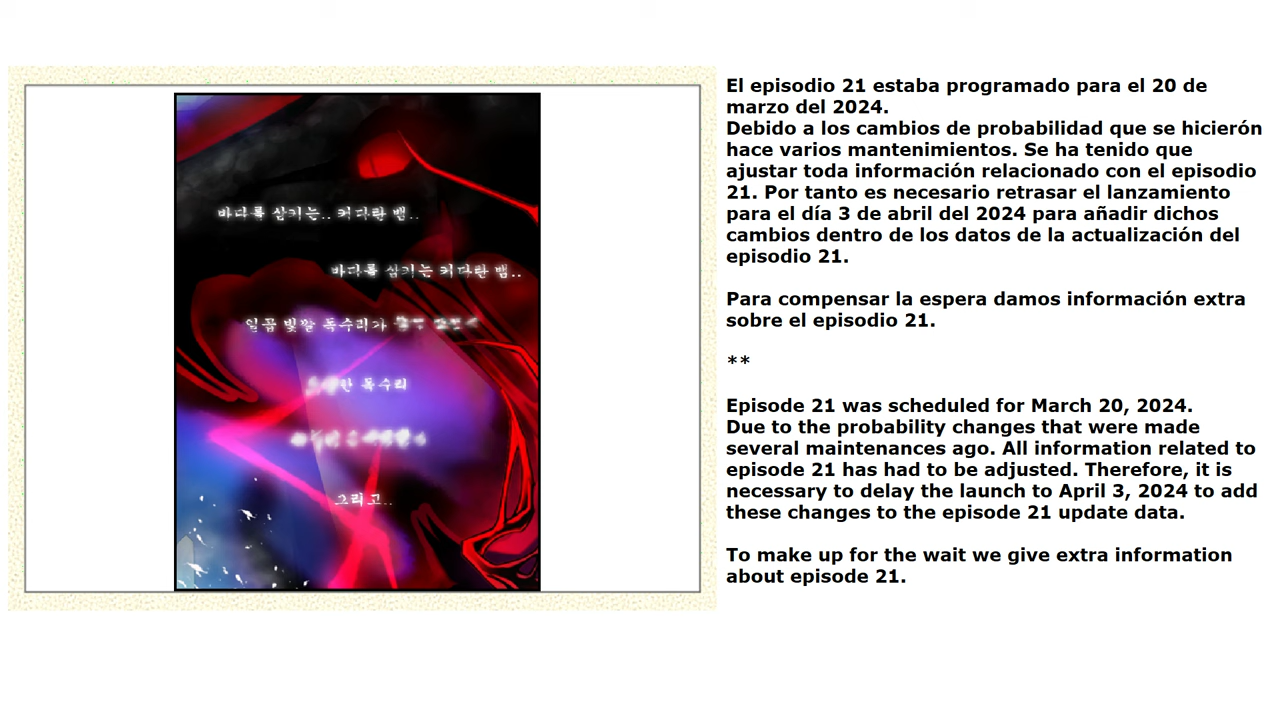 바다를 삼키는.. 커다란 뱀..
바다를 삼키는 커다란 뱀..
일곱 빛깔 독수리가
독수리
그리고..
El episodio 21 estaba programado para el 20 de
marzo del 2024.
Debido a los cambios de probabilidad que se hicierón
hace varios mantenimientos. Se ha tenido que
ajustar toda información relacionado con el episodio
21. Por tanto es necesario retrasar el lanzamiento
para el día 3 de abril del 2024 para añadir dichos
cambios dentro de los datos de la actualización del
episodio 21.
Para compensar la espera damos información extra
sobre el episodio 21.
**
Episode 21 was scheduled for March 20, 2024.
Due to the probability changes that were made
several maintenances ago. All information related to
episode 21 has had to be adjusted. Therefore, it is
necessary to delay the launch to April 3, 2024 to add
these changes to the episode 21 update data.
To make up for the wait we give extra information
about episode 21.